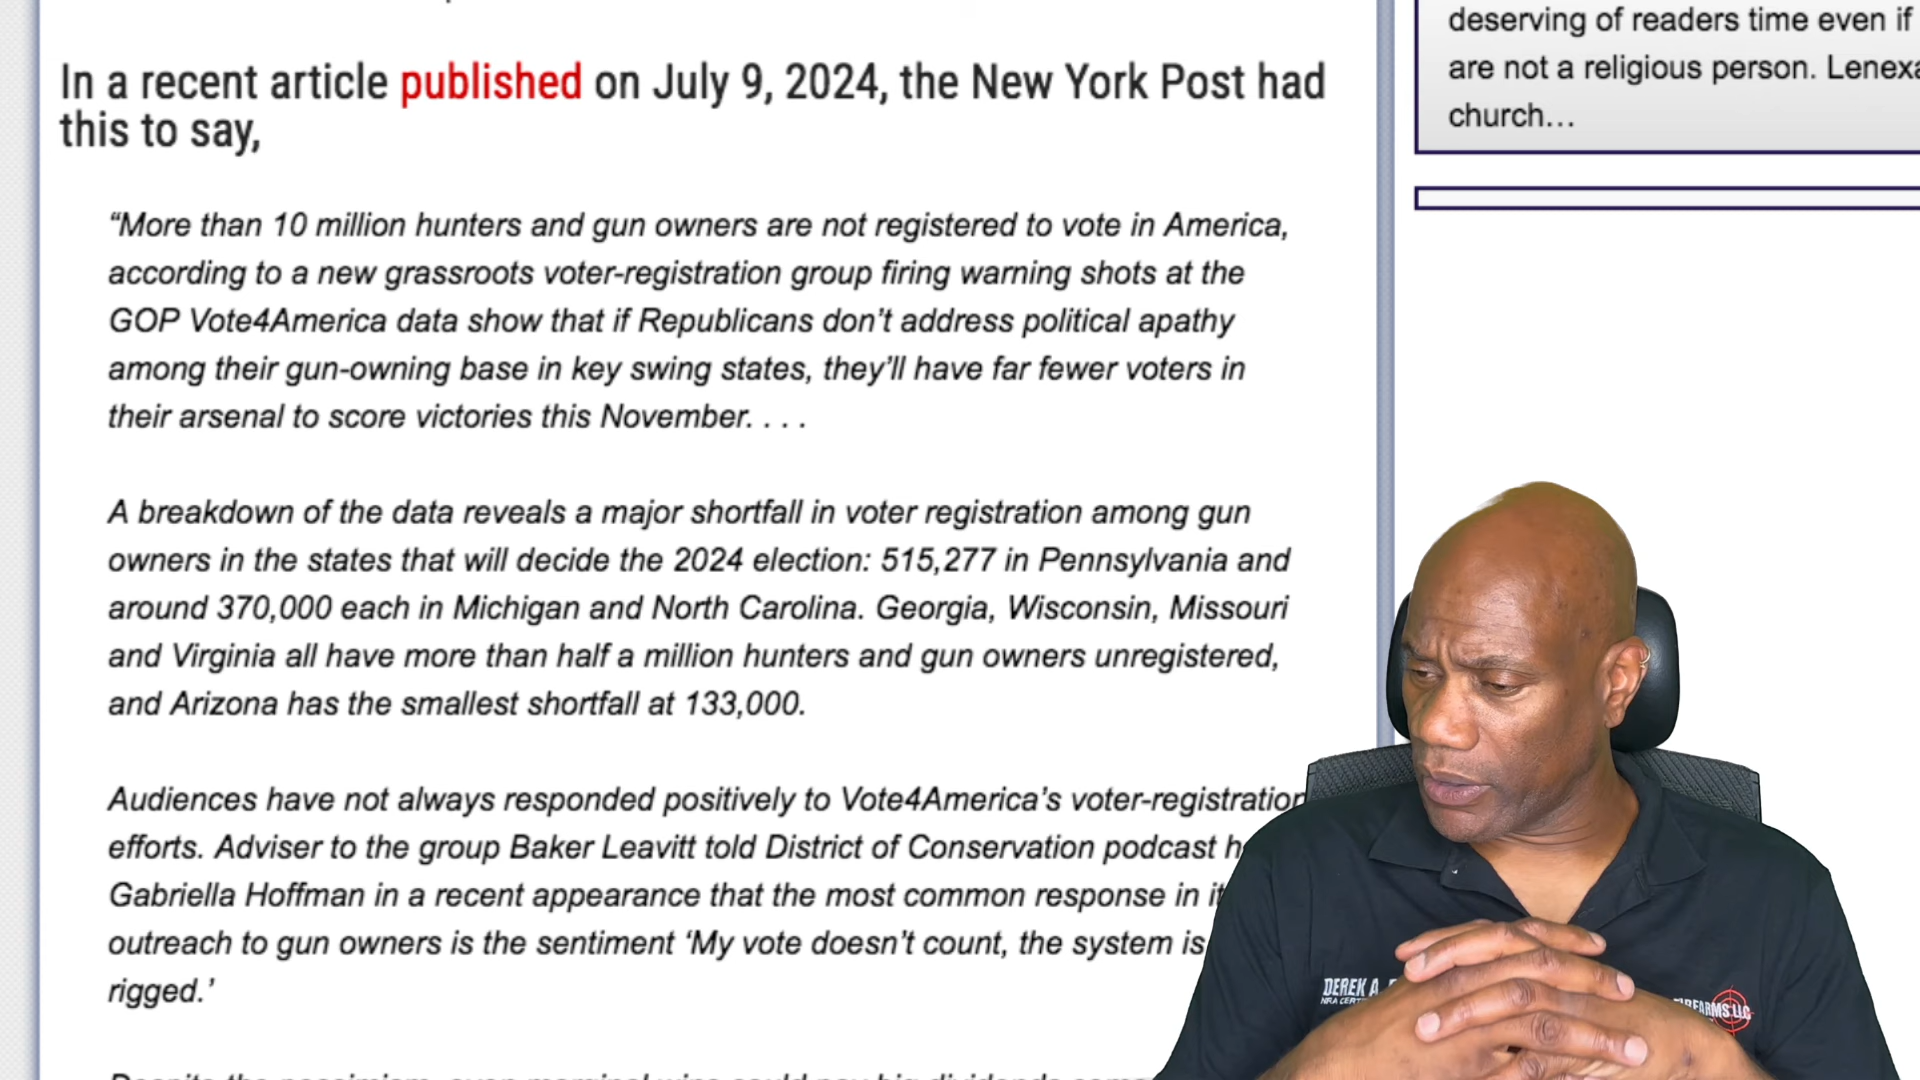 In a recent article published on July 9, 2024, the New York Post had
this to say,
“More than 10 million hunters and gun owners are not registered to vote in America,
according to a new grassroots voter-registration group firing warning shots at the
GOP Vote4America data show that if Republicans don’t address political apathy
among their gun-owning base in key swing states, they’ll have far fewer voters in
their arsenal to score victories this November. . . .
A breakdown of the data reveals a major shortfall in voter registration among gun
owners in the states that will decide the 2024 election: 515,277 in Pennsylvania and
around 370,000 each in Michigan and North Carolina. Georgia, Wisconsin, Missouri
and Virginia all have more than half a million hunters and gun owners unregistered,
and Arizona has the smallest shortfall at 133,000.
Audiences have not always responded positively to Vote4America’s voter-registration
efforts. Adviser to the group Baker Leavitt told District of Conservation podcast
Gabriella Hoffman in a recent appearance that the most common response in
outreach to gun owners is the sentiment ‘My vote doesn’t count, the system is
rigged.’
deserving of readers time even if
are not a religious person. Lenexa
church…
DEREK A.
NRA CERT
FIREARMS LLC